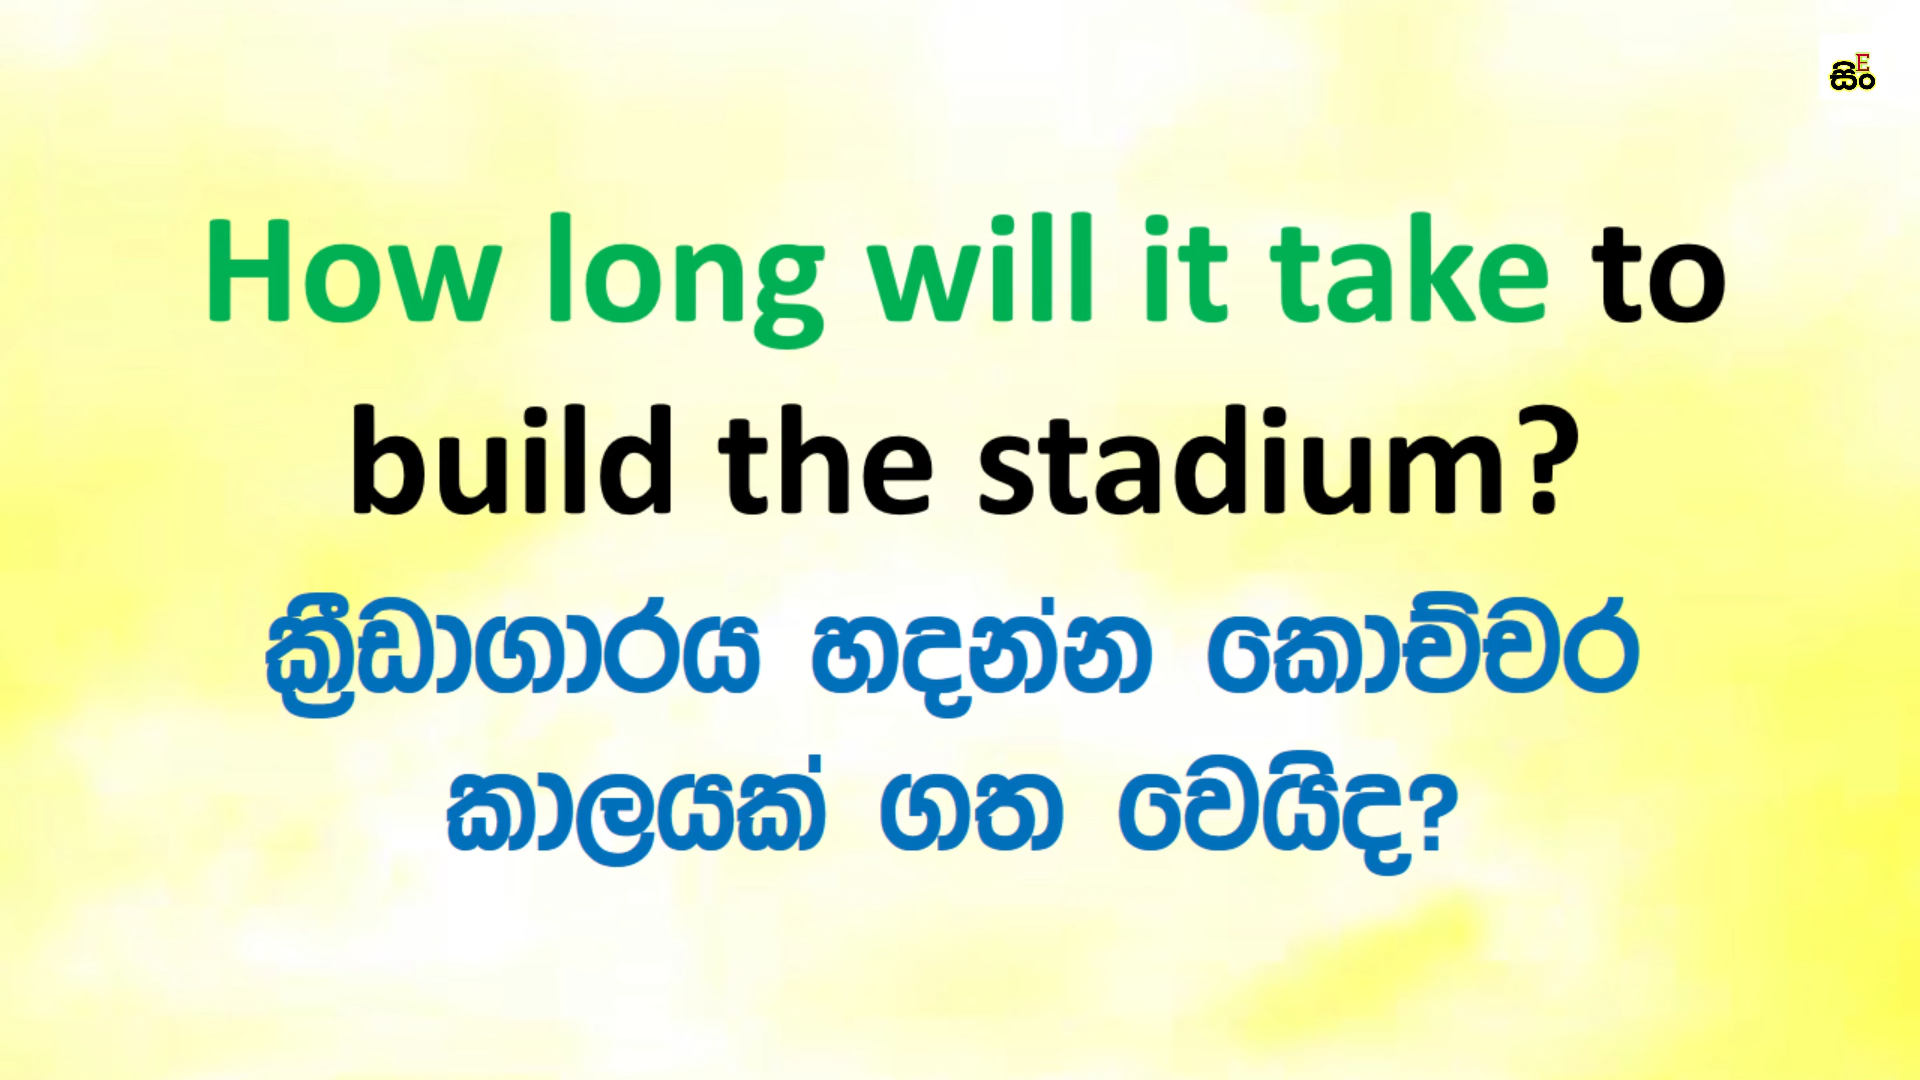 සිංE
How long will it take to
build the stadium?
ක්‍රීඩාගාරය හදන්න කොච්චර
කාලයක් ගත වෙයිද?